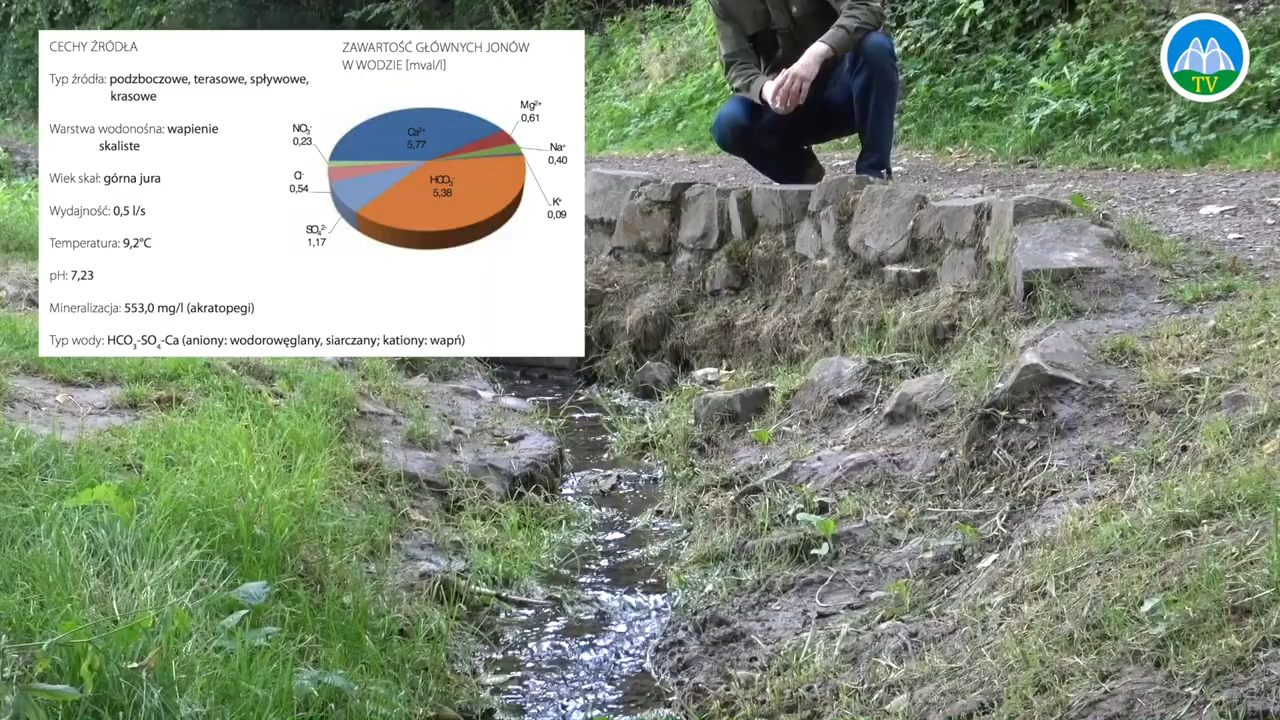 CECHY ŹRÓDŁA
Typ źródła: podzboczowe, terasowe, spływowe,
krasowe
Warstwa wodonośna: wapienie
skaliste
Wiek skał: górna jura
Wydajność: 0,5 l/s
Temperatura: 9,2°C
pH: 7,23
Mineralizacja: 553,0 mg/l (akratopegi)
Typ wody: HCO₃-SO₄-Ca (aniony: wodorowęglany, siarczany; kationy: wapń)
ZAWARTOŚĆ GŁÓWNYCH JONÓW
W WODZIE [mval/l]
Mg²⁺
0,61
Ca²⁺
5,77
NO₃⁻
0,23
Na⁺
0,40
Cl⁻
0,54
HCO₃⁻
5,38
K⁺
0,09
SO₄²⁻
1,17
TV